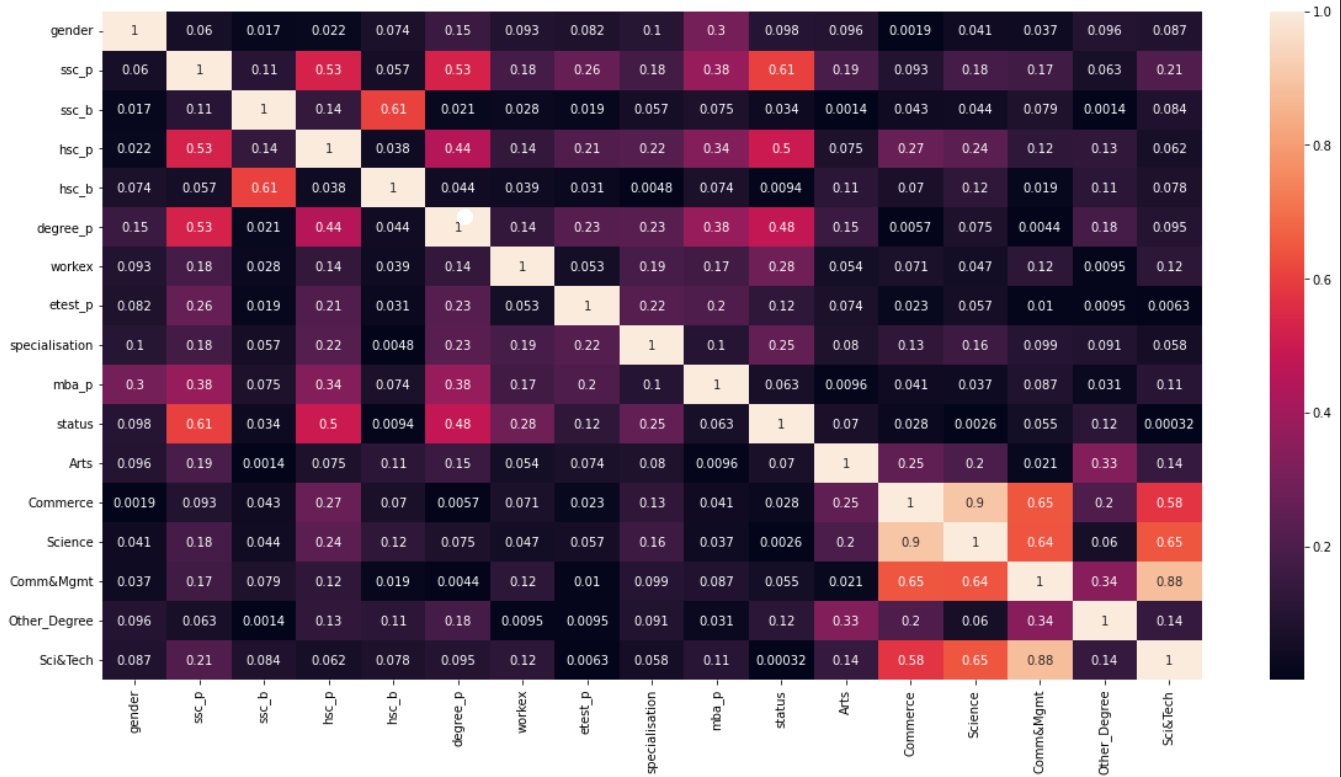 gender 1 0.06 0.017 0.022 0.074 0.15 0.093 0.082 0.1 0.3 0.098 0.096 0.0019 0.041 0.037 0.096 0.087 1.0
ssc_p 0.06 1 0.11 0.53 0.057 0.53 0.18 0.26 0.18 0.38 0.61 0.19 0.093 0.18 0.17 0.063 0.21
ssc_b 0.017 0.11 1 0.14 0.61 0.021 0.028 0.019 0.057 0.075 0.034 0.0014 0.043 0.044 0.079 0.0014 0.084
hsc_p 0.022 0.53 0.14 1 0.038 0.44 0.14 0.21 0.22 0.34 0.5 0.075 0.27 0.24 0.12 0.13 0.062 0.8
hsc_b 0.074 0.057 0.61 0.038 1 0.044 0.039 0.031 0.0048 0.074 0.0094 0.11 0.07 0.12 0.019 0.11 0.078
degree_p 0.15 0.53 0.021 0.44 0.044 1 0.14 0.23 0.23 0.38 0.48 0.15 0.0057 0.075 0.0044 0.18 0.095
workex 0.093 0.18 0.028 0.14 0.039 0.14 1 0.053 0.19 0.17 0.28 0.054 0.071 0.047 0.12 0.0095 0.12 0.6
etest_p 0.082 0.26 0.019 0.21 0.031 0.23 0.053 1 0.22 0.2 0.12 0.074 0.023 0.057 0.01 0.0095 0.0063
specialisation 0.1 0.18 0.057 0.22 0.0048 0.23 0.19 0.22 1 0.1 0.25 0.08 0.13 0.16 0.099 0.091 0.058
mba_p 0.3 0.38 0.075 0.34 0.074 0.38 0.17 0.2 0.1 1 0.063 0.0096 0.041 0.037 0.087 0.031 0.11
status 0.098 0.61 0.034 0.5 0.0094 0.48 0.28 0.12 0.25 0.063 1 0.07 0.028 0.0026 0.055 0.12 0.00032 0.4
Arts 0.096 0.19 0.0014 0.075 0.11 0.15 0.054 0.074 0.08 0.0096 0.07 1 0.25 0.2 0.021 0.33 0.14
Commerce 0.0019 0.093 0.043 0.27 0.07 0.0057 0.071 0.023 0.13 0.041 0.028 0.25 1 0.9 0.65 0.2 0.58
Science 0.041 0.18 0.044 0.24 0.12 0.075 0.047 0.057 0.16 0.037 0.0026 0.2 0.9 1 0.64 0.06 0.65 0.2
Comm&Mgmt 0.037 0.17 0.079 0.12 0.019 0.0044 0.12 0.01 0.099 0.087 0.055 0.021 0.65 0.64 1 0.34 0.88
Other_Degree 0.096 0.063 0.0014 0.13 0.11 0.18 0.0095 0.0095 0.091 0.031 0.12 0.33 0.2 0.06 0.34 1 0.14
Sci&Tech 0.087 0.21 0.084 0.062 0.078 0.095 0.12 0.0063 0.058 0.11 0.00032 0.14 0.58 0.65 0.88 0.14 1
gender ssc_p ssc_b hsc_p hsc_b degree_p workex etest_p specialisation mba_p status Arts Commerce Science Comm&Mgmt Other_Degree Sci&Tech